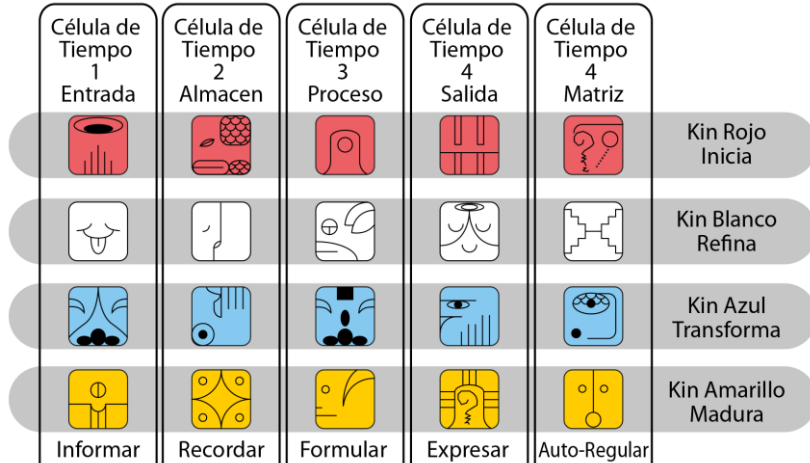 Célula de
Tiempo
1
Entrada
Célula de
Tiempo
2
Almacen
Célula de
Tiempo
3
Proceso
Célula de
Tiempo
4
Salida
Célula de
Tiempo
4
Matriz
Kin Rojo
Inicia
Kin Blanco
Refina
Kin Azul
Transforma
Kin Amarillo
Madura
Informar
Recordar
Formular
Expresar
Auto-Regular